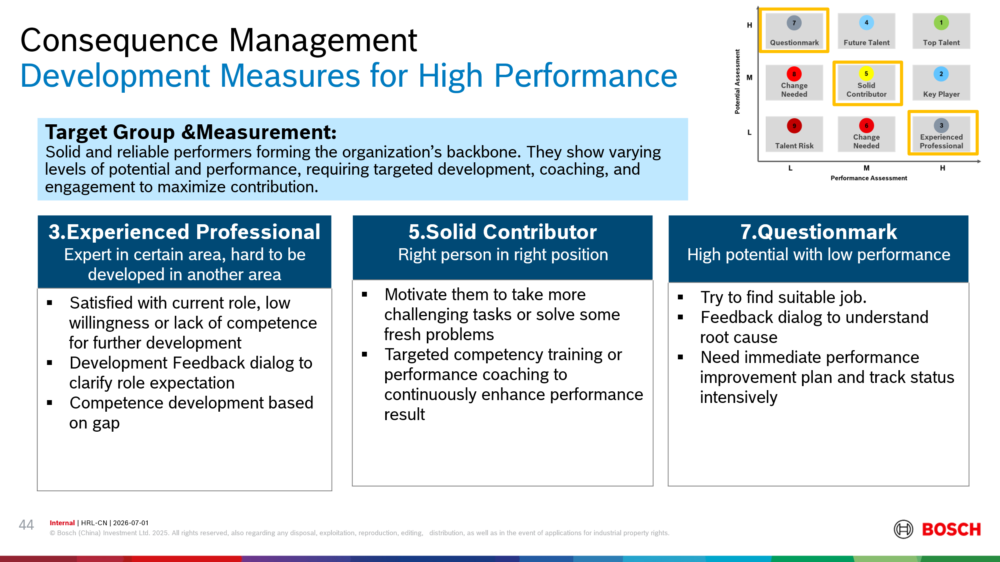 Consequence Management
Development Measures for High Performance
Potential Assessment
H
M
L
7
Questionmark
4
Future Talent
1
Top Talent
8
Change
Needed
5
Solid
Contributor
2
Key Player
9
Talent Risk
6
Change
Needed
3
Experienced
Professional
L
M
H
Performance Assessment
Target Group &Measurement:
Solid and reliable performers forming the organization’s backbone. They show varying
levels of potential and performance, requiring targeted development, coaching, and
engagement to maximize contribution.
3.Experienced Professional
Expert in certain area, hard to be
developed in another area
▪ Satisfied with current role, low
willingness or lack of competence
for further development
▪ Development Feedback dialog to
clarify role expectation
▪ Competence development based
on gap
5.Solid Contributor
Right person in right position
▪ Motivate them to take more
challenging tasks or solve some
fresh problems
▪ Targeted competency training or
performance coaching to
continuously enhance performance
result
7.Questionmark
High potential with low performance
▪ Try to find suitable job.
▪ Feedback dialog to understand
root cause
▪ Need immediate performance
improvement plan and track status
intensively
44
Internal | HRL-CN | 2026-07-01
© Bosch (China) Investment Ltd. 2025. All rights reserved, also regarding any disposal, exploitation, reproduction, editing, distribution, as well as in the event of applications for industrial property rights.
BOSCH